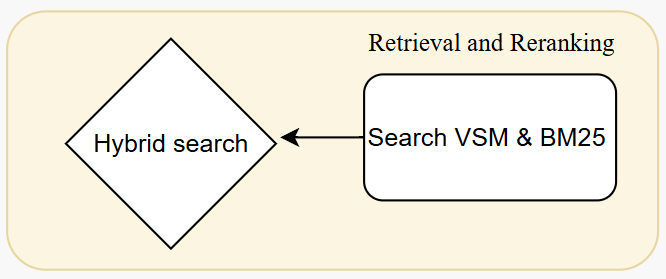 Retrieval and Reranking
Hybrid search
Search VSM & BM25